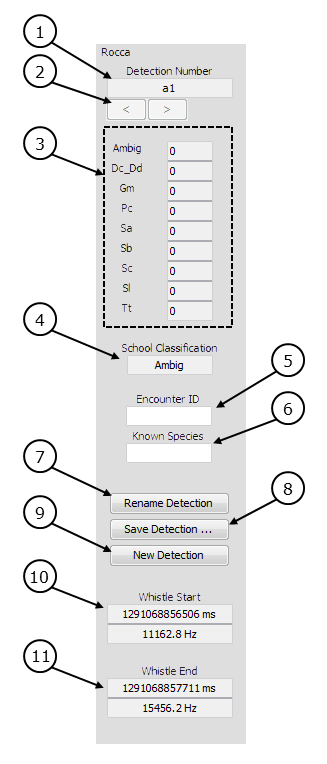 Rocca
1
Detection Number
a1
2
< >
3
Ambig 0
Dc_Dd 0
Gm 0
Pc 0
Sa 0
Sb 0
Sc 0
Sl 0
Tt 0
4
School Classification
Ambig
5
Encounter ID
6
Known Species
7
Rename Detection
8
Save Detection ...
9
New Detection
10
Whistle Start
1291068856506 ms
11162.8 Hz
11
Whistle End
1291068857711 ms
15456.2 Hz